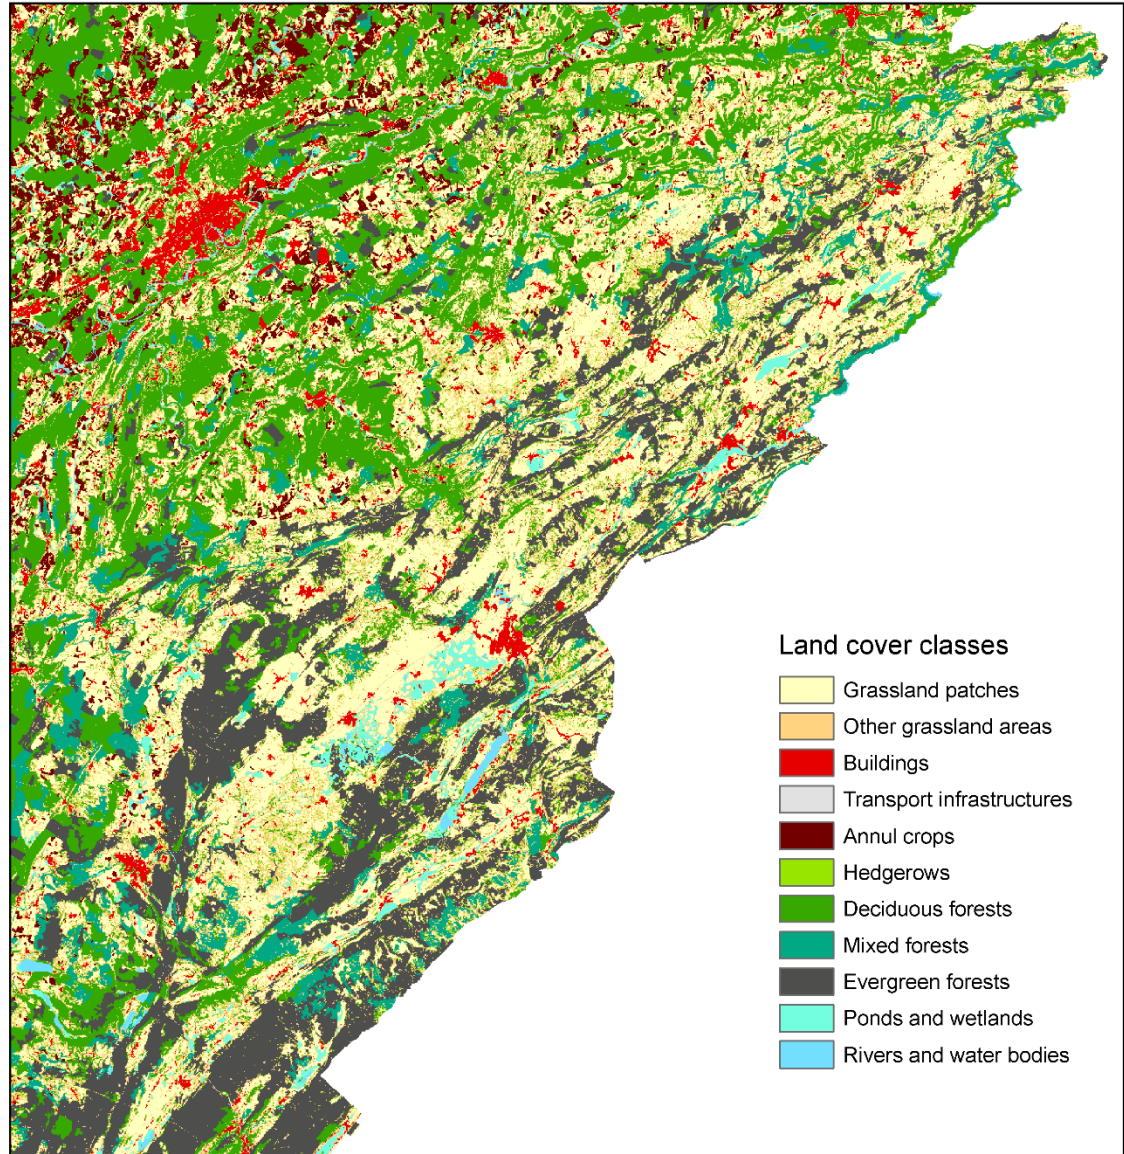 Land cover classes
Grassland patches
Other grassland areas
Buildings
Transport infrastructures
Annul crops
Hedgerows
Deciduous forests
Mixed forests
Evergreen forests
Ponds and wetlands
Rivers and water bodies